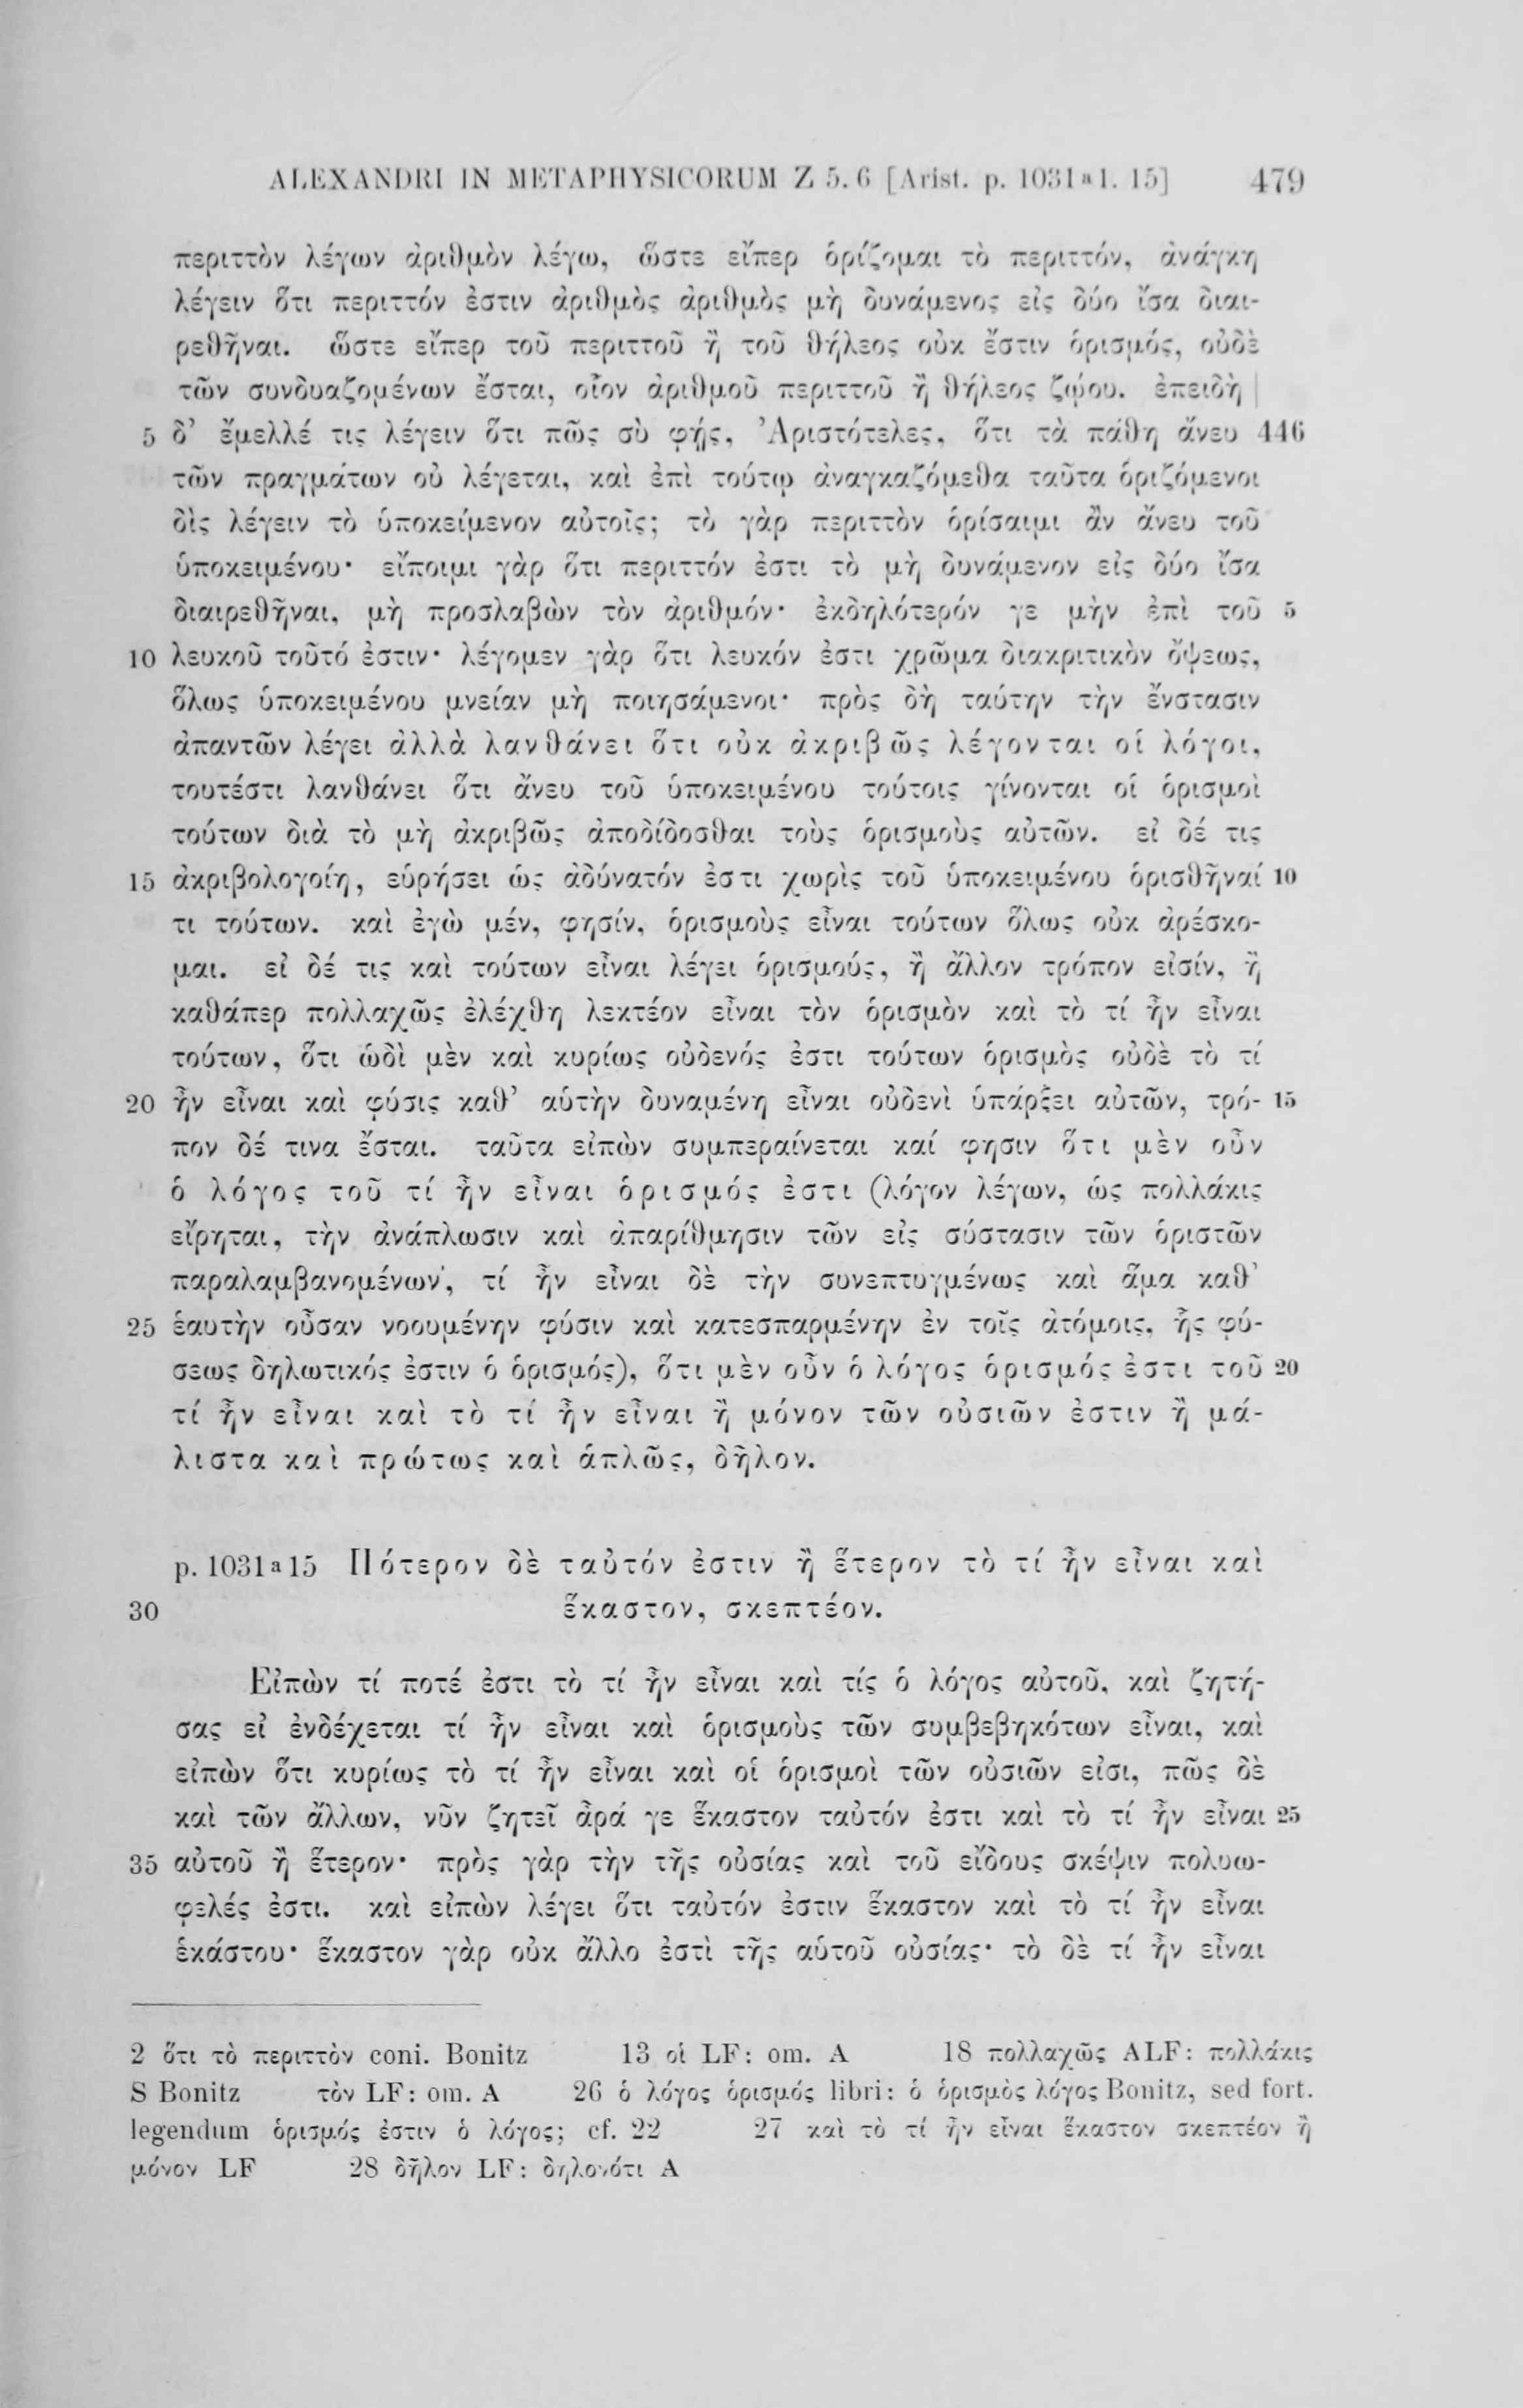 ALEXANDRI IN METAPHYSICORUM Z 5. 6 [Arist. p. 1031 a 1. 15] 479
περιττὸν λέγων ἀριθμὸν λέγω, ὥστε εἴπερ ὁρίζομαι τὸ περιττόν, ἀνάγκη
λέγειν ὅτι περιττόν ἐστιν ἀριθμὸς ἀριθμὸς μὴ δυνάμενος εἰς δύο ἴσα διαι-
ρεθῆναι. ὥστε εἴπερ τοῦ περιττοῦ ἢ τοῦ θήλεος οὐκ ἔστιν ὁρισμός, οὐδὲ
τῶν συνδυαζομένων ἔσται, οἷον ἀριθμοῦ περιττοῦ ἢ θήλεος ζῴου. ἐπειδὴ |
5 δ’ ἔμελλέ τις λέγειν ὅτι πῶς σὺ φῄς, Ἀριστότελες, ὅτι τὰ πάθη ἄνευ 446
τῶν πραγμάτων οὐ λέγεται, καὶ ἐπὶ τούτῳ ἀναγκαζόμεθα ταῦτα ὁριζόμενοι
δὶς λέγειν τὸ ὑποκείμενον αὐτοῖς; τὸ γὰρ περιττὸν ὁρίσαιμι ἂν ἄνευ τοῦ
ὑποκειμένου· εἴποιμι γὰρ ὅτι περιττόν ἐστι τὸ μὴ δυνάμενον εἰς δύο ἴσα
διαιρεθῆναι, μὴ προσλαβὼν τὸν ἀριθμόν· ἐκδηλότερόν γε μὴν ἐπὶ τοῦ 5
10 λευκοῦ τοῦτό ἐστιν· λέγομεν γὰρ ὅτι λευκόν ἐστι χρῶμα διακριτικὸν ὄψεως,
ὅλως ὑποκειμένου μνείαν μὴ ποιησάμενοι· πρὸς δὴ ταύτην τὴν ἔνστασιν
ἀπαντῶν λέγει ἀλλὰ λανθάνει ὅτι οὐκ ἀκριβῶς λέγονται οἱ λόγοι,
τουτέστι λανθάνει ὅτι ἄνευ τοῦ ὑποκειμένου τούτοις γίνονται οἱ ὁρισμοὶ
τούτων διὰ τὸ μὴ ἀκριβῶς ἀποδίδοσθαι τοὺς ὁρισμοὺς αὐτῶν. εἰ δέ τις
15 ἀκριβολογοίη, εὑρήσει ὡς ἀδύνατόν ἐστι χωρὶς τοῦ ὑποκειμένου ὁρισθῆναί 10
τι τούτων. καὶ ἐγὼ μέν, φησίν, ὁρισμοὺς εἶναι τούτων ὅλως οὐκ ἀρέσκο-
μαι. εἰ δέ τις καὶ τούτων εἶναι λέγει ὁρισμούς, ἢ ἄλλον τρόπον εἰσίν, ἢ
καθάπερ πολλαχῶς ἐλέχθη λεκτέον εἶναι τὸν ὁρισμὸν καὶ τὸ τί ἦν εἶναι
τούτων, ὅτι ὡδὶ μὲν καὶ κυρίως οὐδενός ἐστι τούτων ὁρισμὸς οὐδὲ τὸ τί
20 ἦν εἶναι καὶ φύσις καθ’ αὑτὴν δυναμένη εἶναι οὐδενὶ ὑπάρξει αὐτῶν, τρό- 15
πον δέ τινα ἔσται. ταῦτα εἰπὼν συμπεραίνεται καί φησιν ὅτι μὲν οὖν
ὁ λόγος τοῦ τί ἦν εἶναι ὁρισμός ἐστι (λόγον λέγων, ὡς πολλάκις
εἴρηται, τὴν ἀνάπλωσιν καὶ ἀπαρίθμησιν τῶν εἰς σύστασιν τῶν ὁριστῶν
παραλαμβανομένων, τί ἦν εἶναι δὲ τὴν συνεπτυγμένως καὶ ἅμα καθ’
25 ἑαυτὴν οὖσαν νοουμένην φύσιν καὶ κατεσπαρμένην ἐν τοῖς ἀτόμοις, ἧς φύ-
σεως δηλωτικός ἐστιν ὁ ὁρισμός), ὅτι μὲν οὖν ὁ λόγος ὁρισμός ἐστι τοῦ 20
τί ἦν εἶναι καὶ τὸ τί ἦν εἶναι ἢ μόνον τῶν οὐσιῶν ἐστιν ἢ μά-
λιστα καὶ πρώτως καὶ ἁπλῶς, δῆλον.
p. 1031 a 15 Πότερον δὲ ταὐτόν ἐστιν ἢ ἕτερον τὸ τί ἦν εἶναι καὶ
30 ἕκαστον, σκεπτέον.
Εἰπὼν τί ποτέ ἐστι τὸ τί ἦν εἶναι καὶ τίς ὁ λόγος αὐτοῦ, καὶ ζητή-
σας εἰ ἐνδέχεται τί ἦν εἶναι καὶ ὁρισμοὺς τῶν συμβεβηκότων εἶναι, καὶ
εἰπὼν ὅτι κυρίως τὸ τί ἦν εἶναι καὶ οἱ ὁρισμοὶ τῶν οὐσιῶν εἰσι, πῶς δὲ
καὶ τῶν ἄλλων, νῦν ζητεῖ ἆρά γε ἕκαστον ταὐτόν ἐστι καὶ τὸ τί ἦν εἶναι 25
35 αὐτοῦ ἢ ἕτερον· πρὸς γὰρ τὴν τῆς οὐσίας καὶ τοῦ εἴδους σκέψιν πολυω-
φελές ἐστι. καὶ εἰπὼν λέγει ὅτι ταὐτόν ἐστιν ἕκαστον καὶ τὸ τί ἦν εἶναι
ἑκάστου· ἕκαστον γὰρ οὐκ ἄλλο ἐστὶ τῆς αὑτοῦ οὐσίας· τὸ δὲ τί ἦν εἶναι
2 ὅτι τὸ περιττὸν coni. Bonitz 13 οἱ LF: om. A 18 πολλαχῶς ALF: πολλάκις
S Bonitz τὸν LF: om. A 26 ὁ λόγος ὁρισμός libri: ὁ ὁρισμὸς λόγος Bonitz, sed fort.
legendum ὁρισμός ἐστιν ὁ λόγος; cf. 22 27 καὶ τὸ τί ἦν εἶναι ἕκαστον σκεπτέον ἢ
μόνον LF 28 δῆλον LF: δηλονότι A